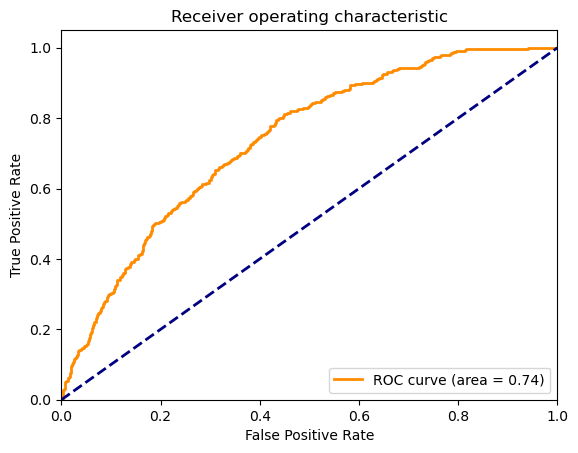 Receiver operating characteristic
True Positive Rate
1.0
0.8
0.6
0.4
0.2
0.0
ROC curve (area = 0.74)
0.0 0.2 0.4 0.6 0.8 1.0
False Positive Rate